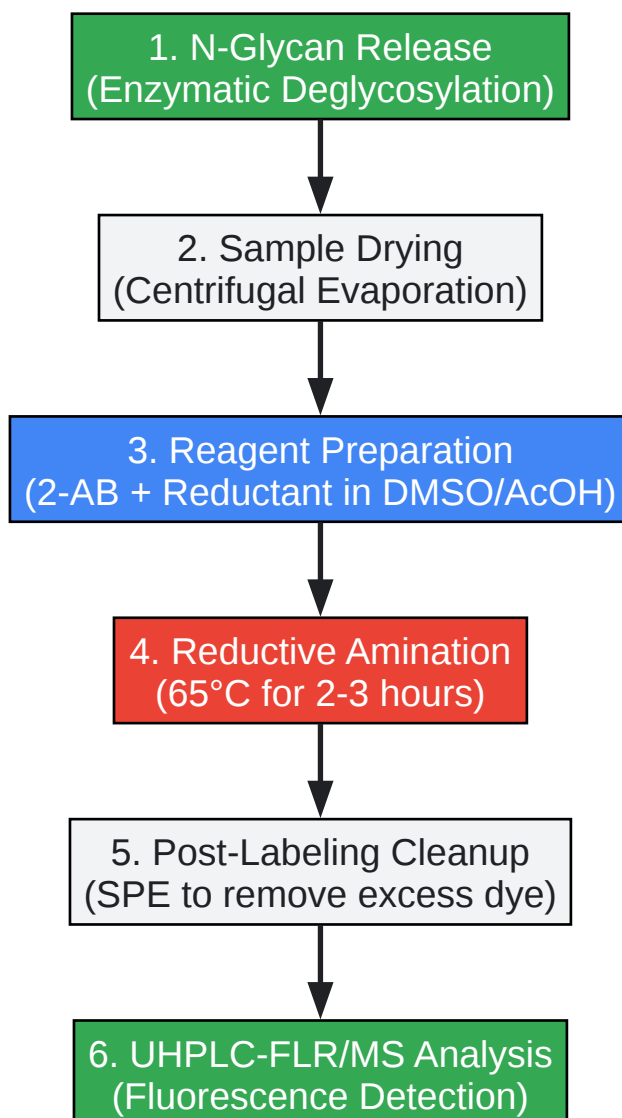 1. N-Glycan Release
(Enzymatic Deglycosylation)
2. Sample Drying
(Centrifugal Evaporation)
3. Reagent Preparation
(2-AB + Reductant in DMSO/AcOH)
4. Reductive Amination
(65°C for 2-3 hours)
5. Post-Labeling Cleanup
(SPE to remove excess dye)
6. UHPLC-FLR/MS Analysis
(Fluorescence Detection)